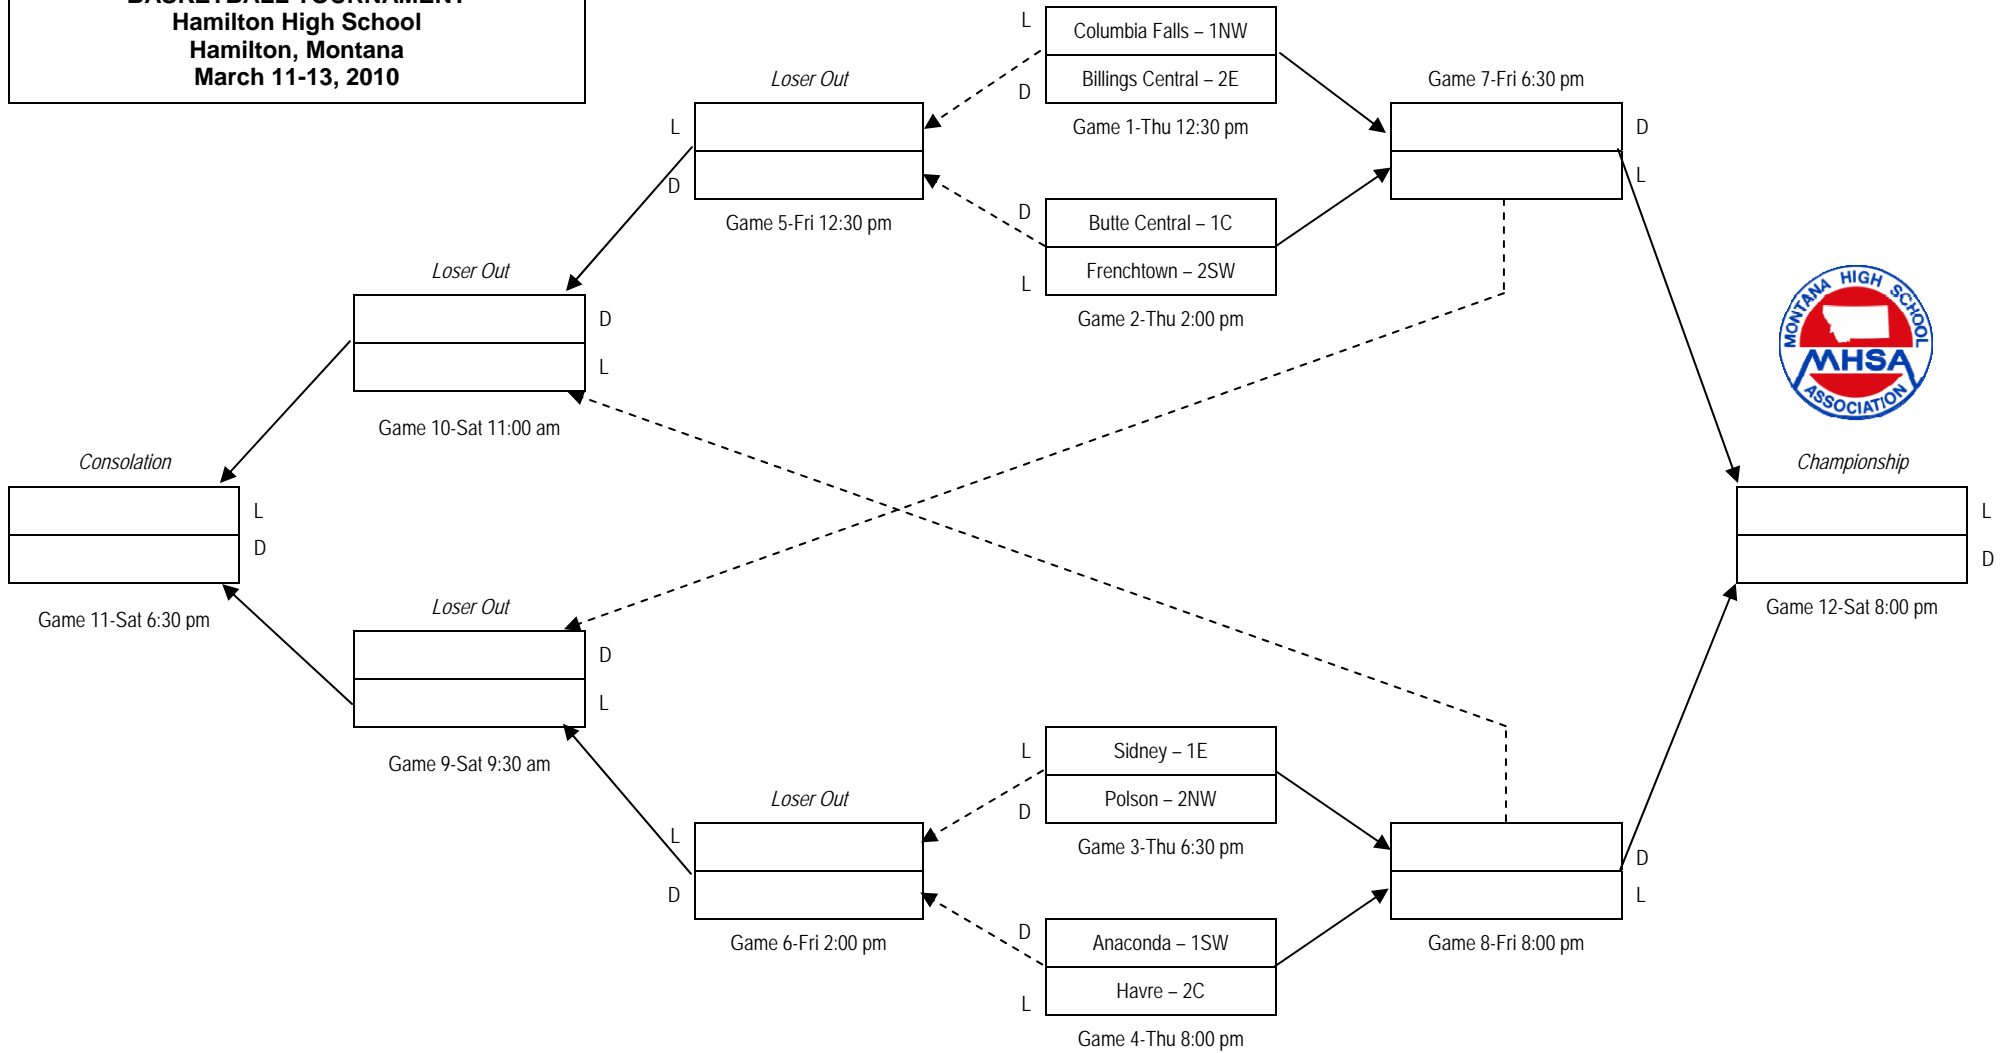 BASKETBALL TOURNAMENT
Hamilton High School
Hamilton, Montana
March 11-13, 2010
L
Columbia Falls – 1NW
Billings Central – 2E
D
Game 1-Thu 12:30 pm
D
Butte Central – 1C
Frenchtown – 2SW
L
Game 2-Thu 2:00 pm
Loser Out
L
D
Game 5-Fri 12:30 pm
Game 7-Fri 6:30 pm
D
L
Loser Out
D
L
Game 10-Sat 11:00 am
MONTANA HIGH SCHOOL
MHSA
ASSOCIATION
Consolation
L
D
Game 11-Sat 6:30 pm
Championship
L
D
Game 12-Sat 8:00 pm
Loser Out
D
L
Game 9-Sat 9:30 am
L
Sidney – 1E
Polson – 2NW
D
Game 3-Thu 6:30 pm
Loser Out
L
D
Game 6-Fri 2:00 pm
D
Anaconda – 1SW
Havre – 2C
L
Game 4-Thu 8:00 pm
D
L
Game 8-Fri 8:00 pm